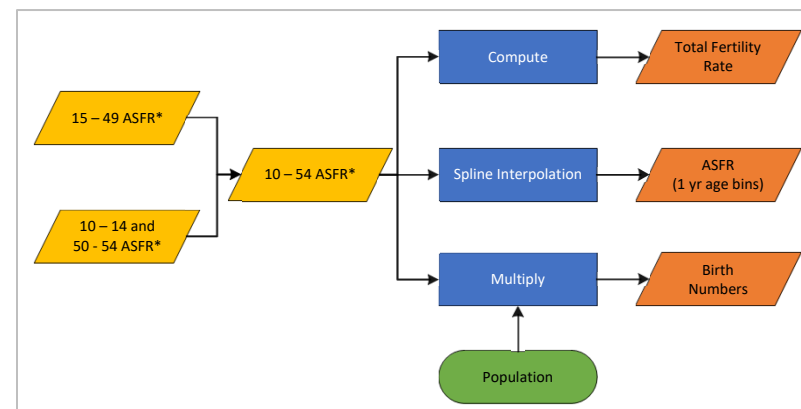 Compute
Total Fertility
Rate
15 – 49 ASFR*
10 – 54 ASFR*
Spline Interpolation
ASFR
(1 yr age bins)
10 – 14 and
50 - 54 ASFR*
Multiply
Birth
Numbers
Population